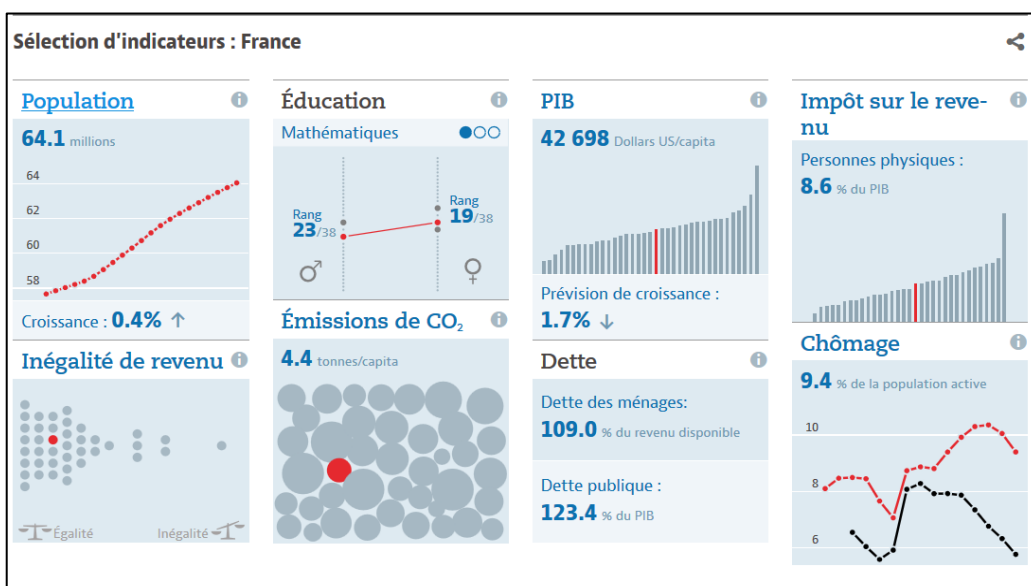 Sélection d'indicateurs : France
Population
64.1 millions
64
62
60
58
Croissance : 0.4% ↑
Éducation
Mathématiques
Rang
23/38
Rang
19/38
PIB
42 698 Dollars US/capita
Prévision de croissance :
1.7% ↓
Impôt sur le reve-
nu
Personnes physiques :
8.6 % du PIB
Inégalité de revenu
Égalité
Inégalité
Émissions de CO₂
4.4 tonnes/capita
Dette
Dette des ménages:
109.0 % du revenu disponible
Dette publique :
123.4 % du PIB
Chômage
9.4 % de la population active
10
8
6